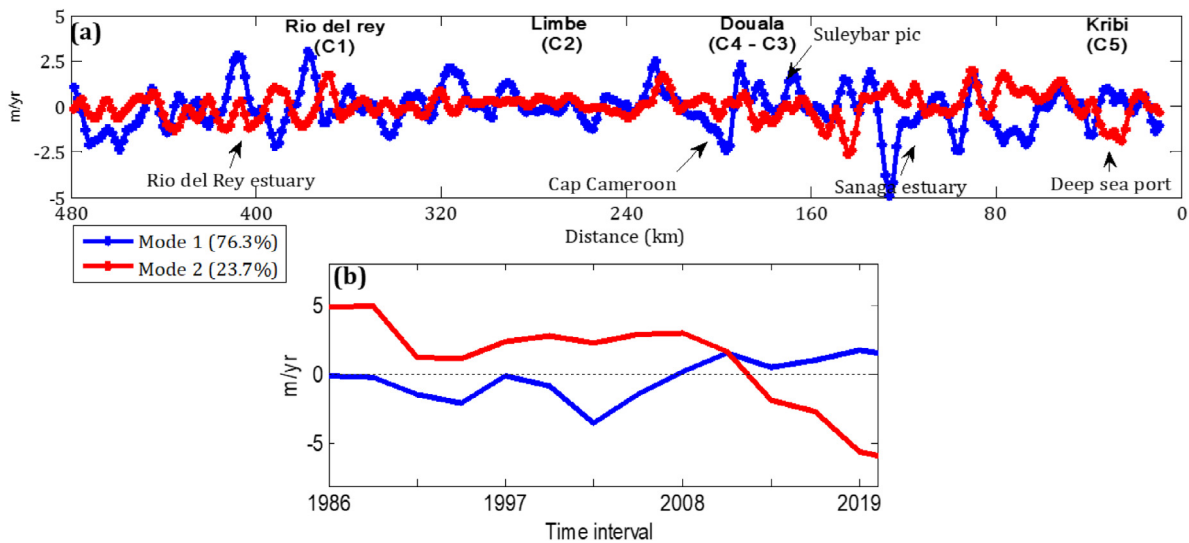 (a)
Rio del rey
(C1)
Limbe
(C2)
Douala
(C4 - C3)
Suleybar pic
Kribi
(C5)
5
2.5
0
-2.5
-5
m/yr
Rio del Rey estuary
Cap Cameroon
Sanaga estuary
Deep sea port
480
400
320
240
160
80
0
Distance (km)
Mode 1 (76.3%)
Mode 2 (23.7%)
(b)
5
0
-5
m/yr
1986
1997
2008
2019
Time interval